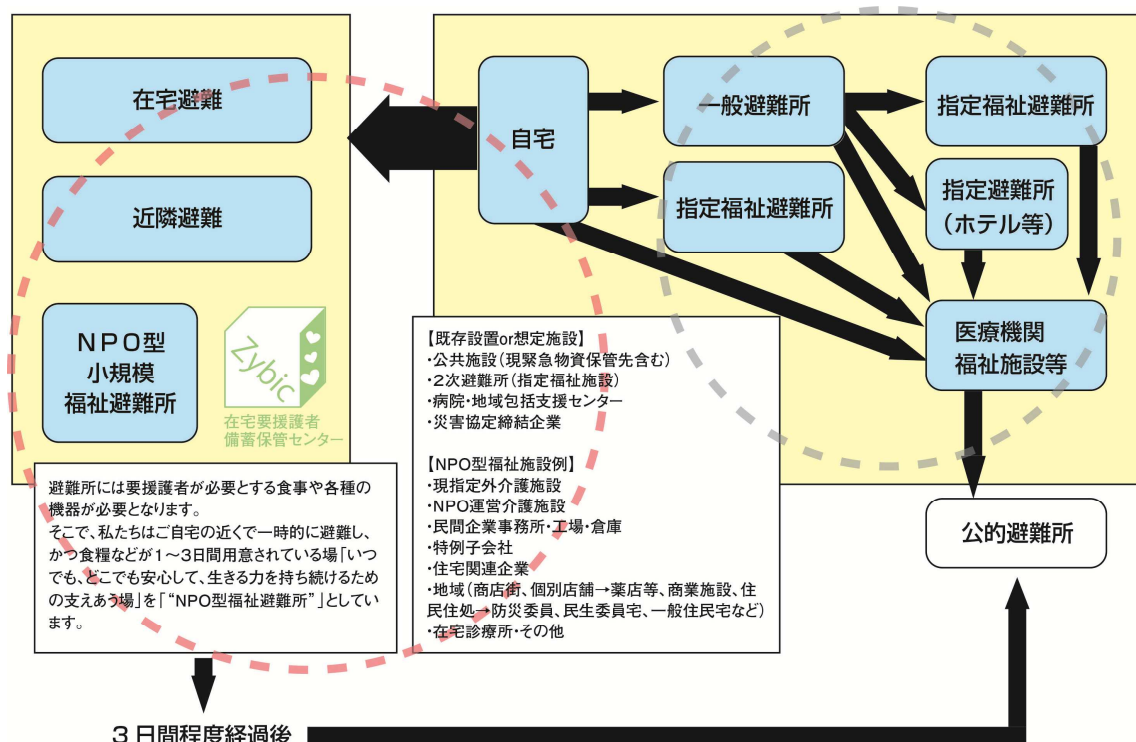 在宅避難
近隣避難
NPO型
小規模
福祉避難所
Zybic
在宅要援護者
備蓄保管センター
自宅
一般避難所
指定福祉避難所
指定福祉避難所
指定避難所
(ホテル等)
医療機関
福祉施設等
公的避難所
避難所には要援護者が必要とする食事や各種の
機器が必要となります。
そこで、私たちはご自宅の近くで一時的に避難し、
かつ食糧などが1〜3日間用意されている場「いつ
でも、どこでも安心して、生きる力を持ち続けるため
の支えあう場」を「“NPO型福祉避難所”」としてい
ます。
【既存設置or想定施設】
・公共施設(現緊急物資保管先含む)
・2次避難所(指定福祉施設)
・病院・地域包括支援センター
・災害協定締結企業
【NPO型福祉施設例】
・現指定外介護施設
・NPO運営介護施設
・民間企業事務所・工場・倉庫
・特例子会社
・住宅関連企業
・地域(商店街、個別店舗→薬店等、商業施設、住
民住処→防災委員、民生委員宅、一般住民宅など)
・在宅診療所・その他
3日間程度経過後